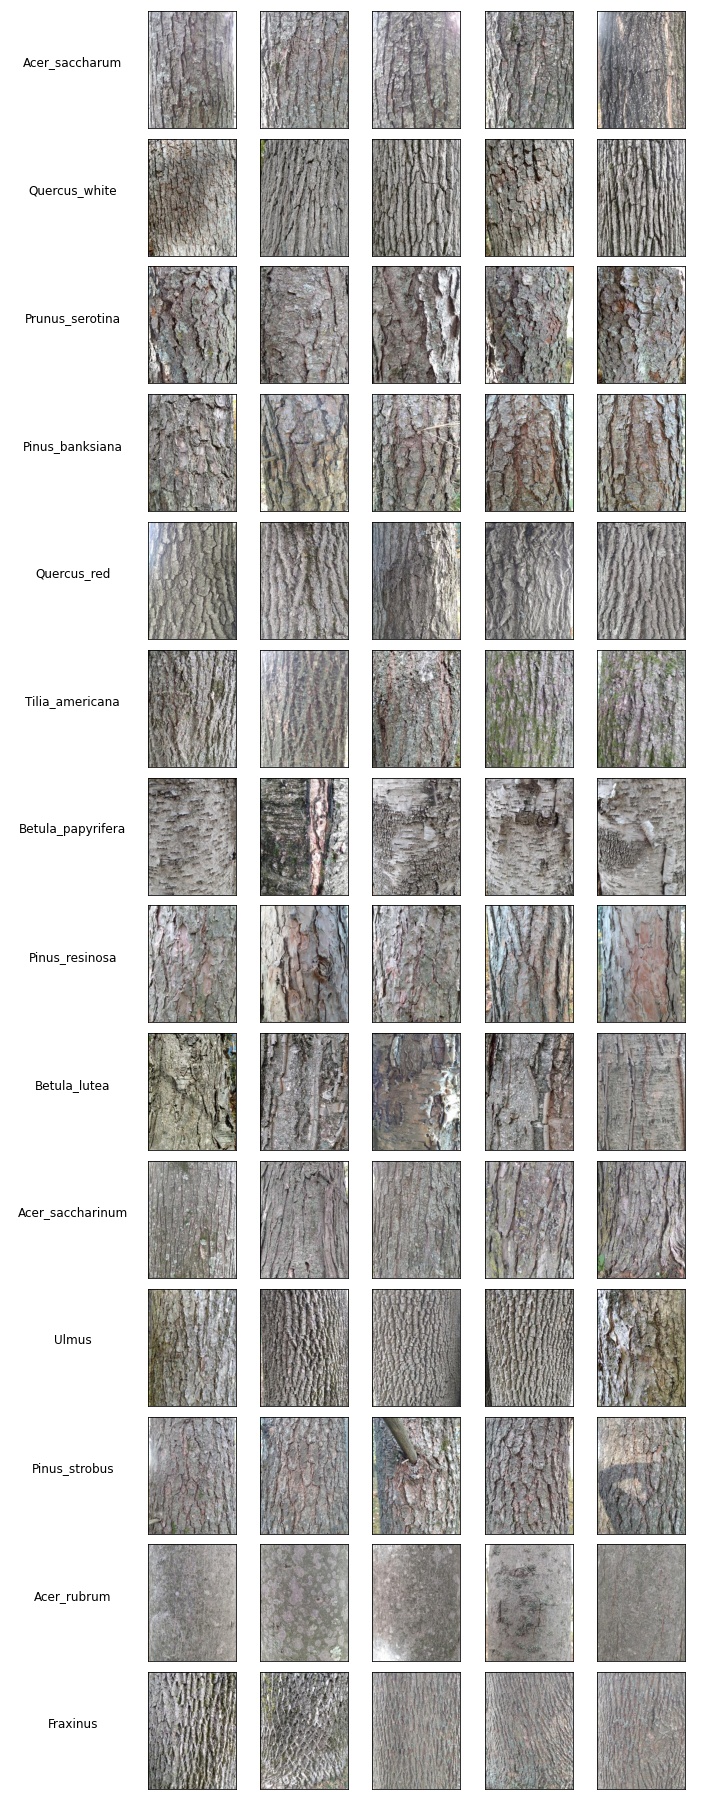 Acer_saccharum
Quercus_white
Prunus_serotina
Pinus_banksiana
Quercus_red
Tilia_americana
Betula_papyrifera
Pinus_resinosa
Betula_lutea
Acer_saccharinum
Ulmus
Pinus_strobus
Acer_rubrum
Fraxinus